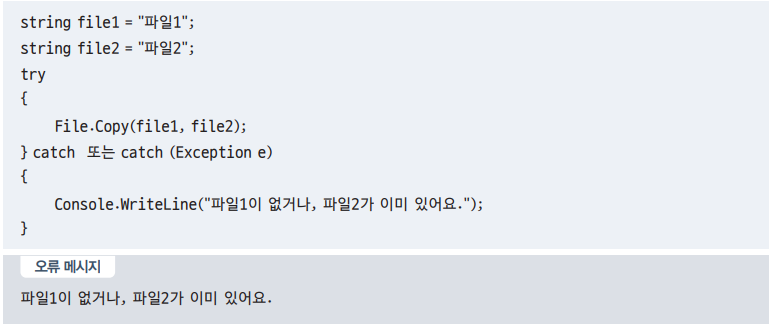 string file1 = "파일1";
string file2 = "파일2";
try
{
    File.Copy(file1, file2);
} catch 또는 catch (Exception e)
{
    Console.WriteLine("파일1이 없거나, 파일2가 이미 있어요.");
}
오류 메시지
파일1이 없거나, 파일2가 이미 있어요.